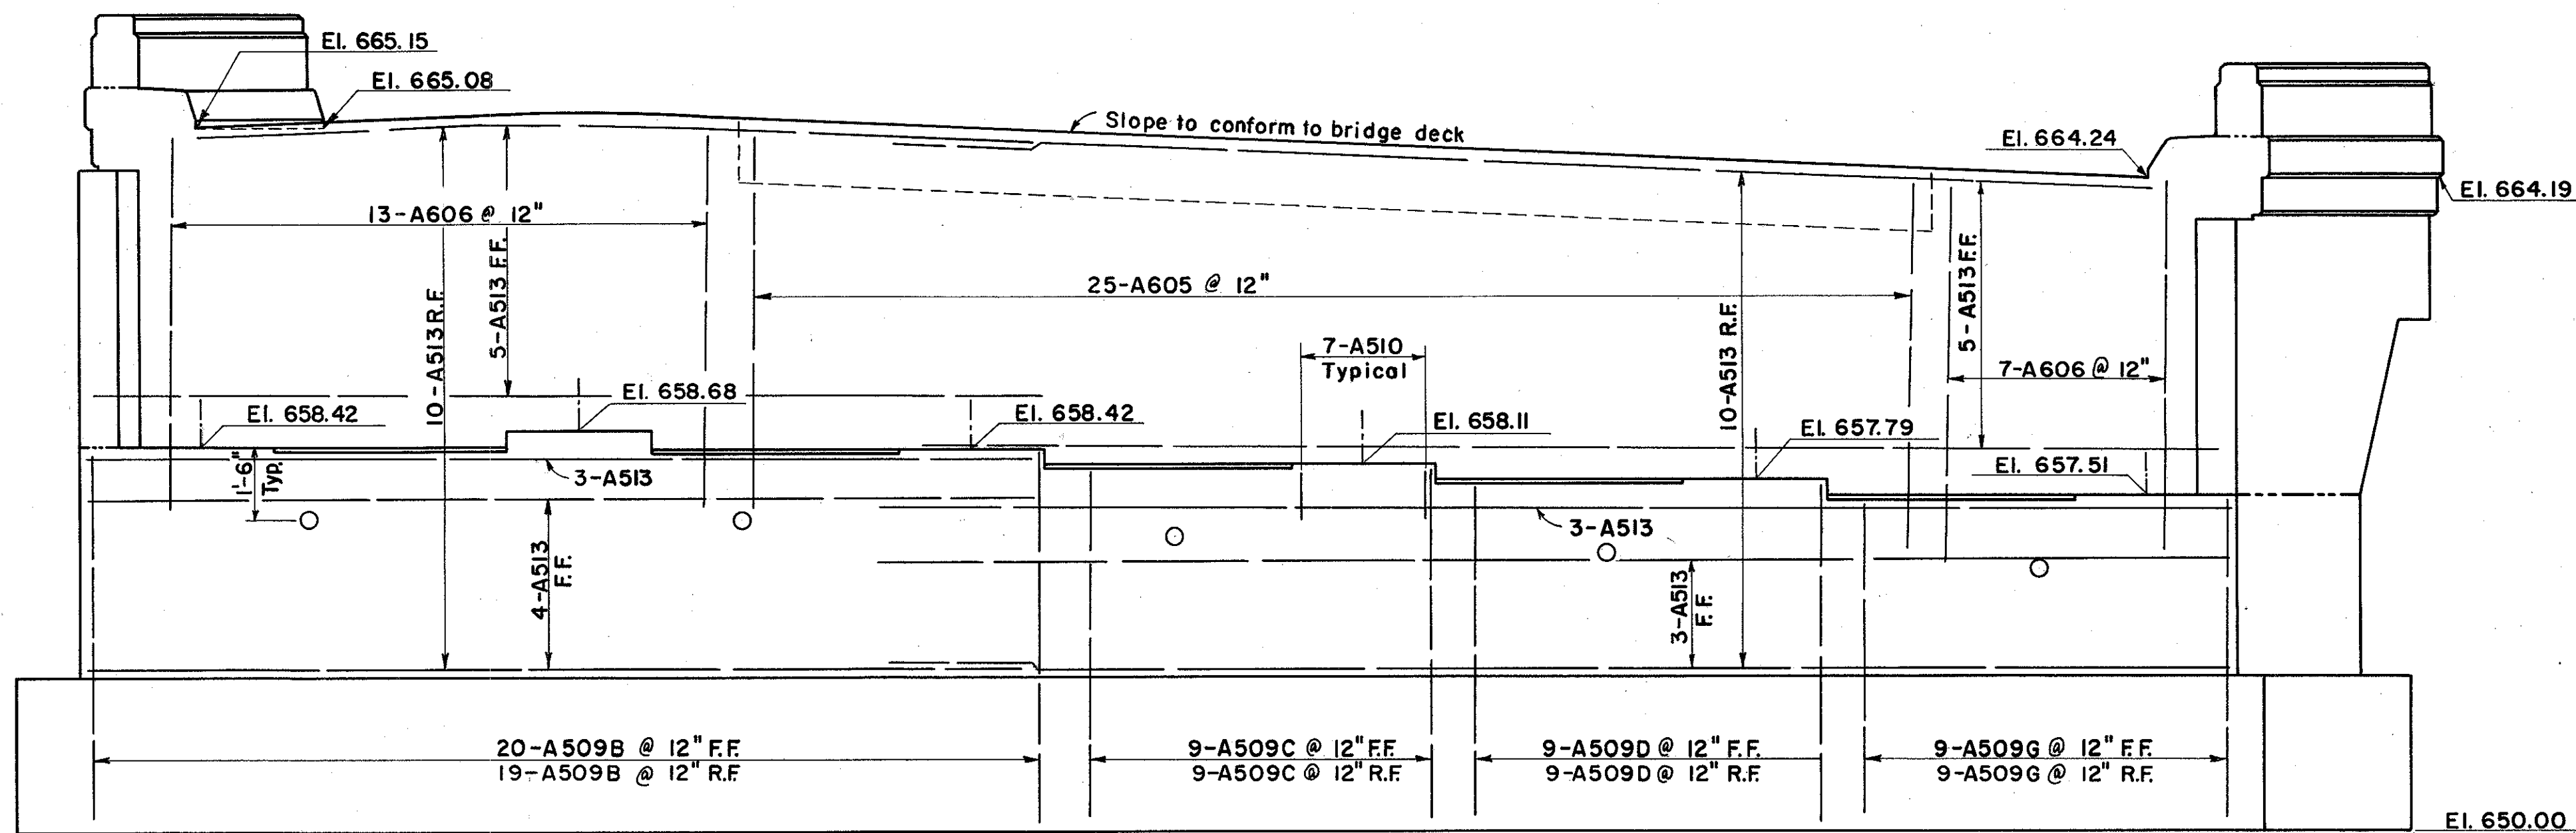 El. 665.15
El. 665.08
Slope to conform to bridge deck
El. 664.24
El. 664.19
13-A606 @ 12"
5-A513 F.F.
10-A513 R.F.
25-A605 @ 12"
10-A513 R.F.
5-A513 F.F.
7-A510
Typical
7-A606 @ 12"
El. 658.42
El. 658.68
El. 658.42
El. 658.11
El. 657.79
El. 657.51
1'-6"
Typ.
3-A513
3-A513
4-A513
F.F.
3-A513
F.F.
20-A509B @ 12" F.F.
19-A509B @ 12" R.F.
9-A509C @ 12" F.F.
9-A509C @ 12" R.F.
9-A509D @ 12" F.F.
9-A509D @ 12" R.F.
9-A509G @ 12" F.F.
9-A509G @ 12" R.F.
El. 650.00